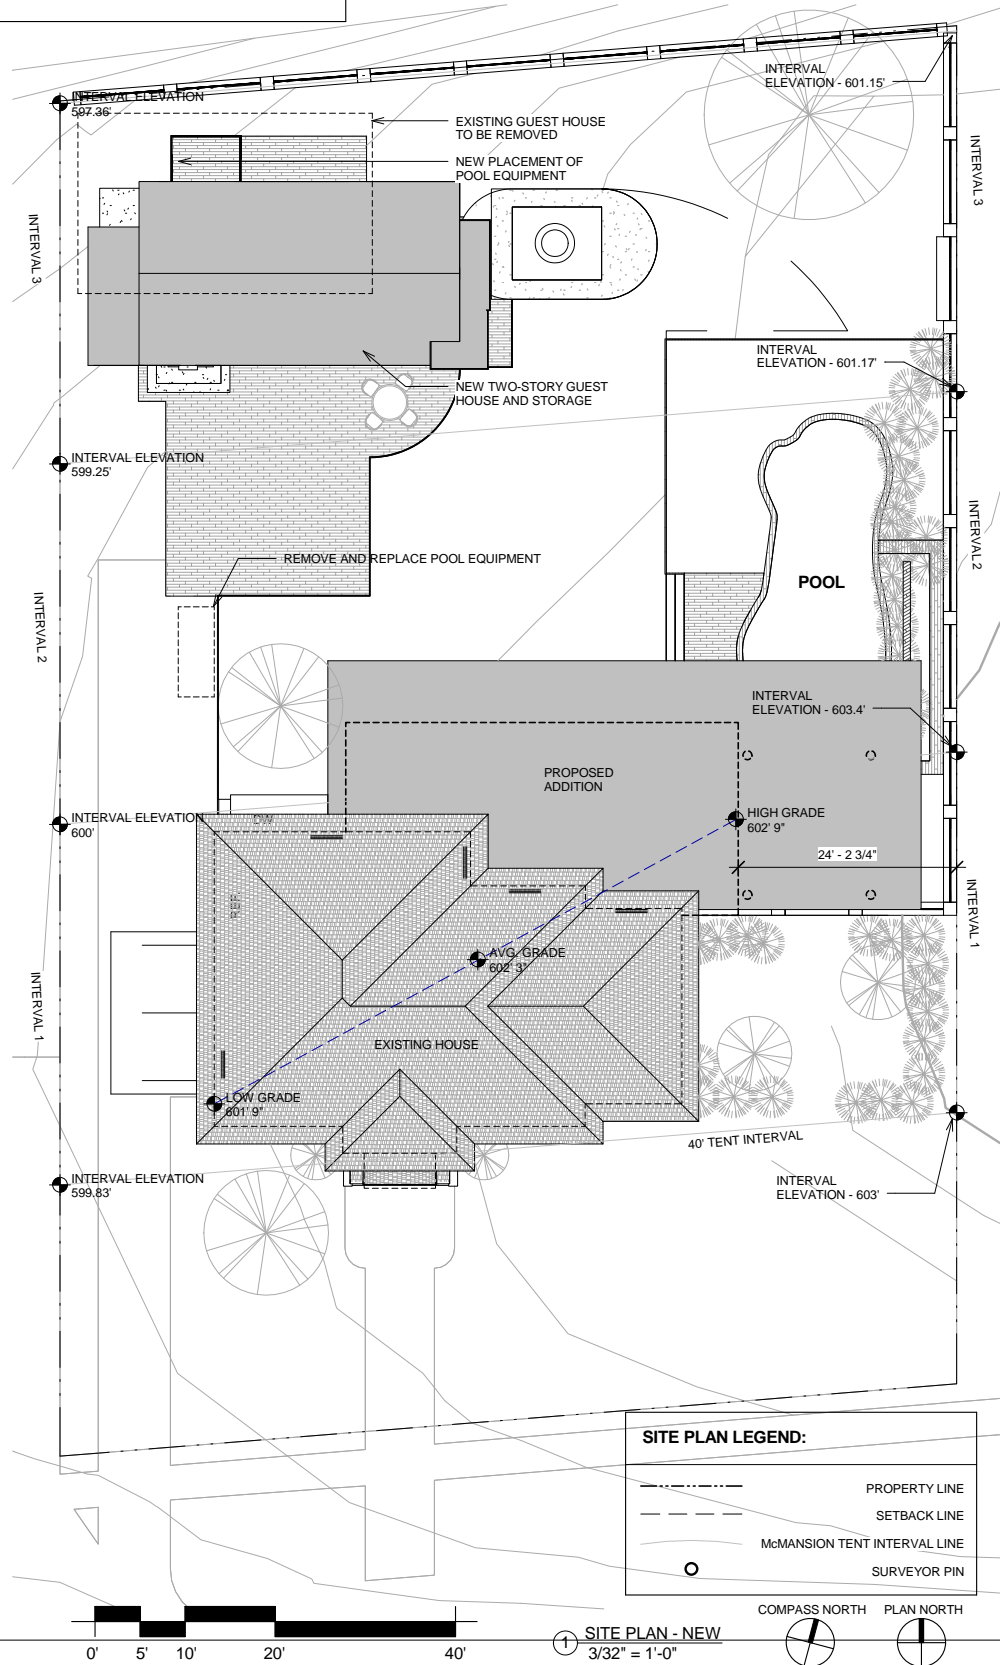 INTERVAL
ELEVATION - 601.15'
INTERVAL ELEVATION
597.36'
EXISTING GUEST HOUSE
TO BE REMOVED
NEW PLACEMENT OF
POOL EQUIPMENT
INTERVAL 3
INTERVAL 3
INTERVAL
ELEVATION - 601.17'
NEW TWO-STORY GUEST
HOUSE AND STORAGE
INTERVAL ELEVATION
599.25'
INTERVAL 2
REMOVE AND REPLACE POOL EQUIPMENT
POOL
INTERVAL 2
INTERVAL
ELEVATION - 603.4'
PROPOSED
ADDITION
INTERVAL ELEVATION
600'
DW
HIGH GRADE
602' 9"
24' - 2 3/4"
REF.
INTERVAL 1
AVG. GRADE
602' 3"
INTERVAL 1
EXISTING HOUSE
LOW GRADE
601' 9"
40' TENT INTERVAL
INTERVAL ELEVATION
599.83'
INTERVAL
ELEVATION - 603'
SITE PLAN LEGEND:
PROPERTY LINE
SETBACK LINE
McMANSION TENT INTERVAL LINE
SURVEYOR PIN
COMPASS NORTH
PLAN NORTH
0'
5'
10'
20'
40'
1
SITE PLAN - NEW
3/32" = 1'-0"